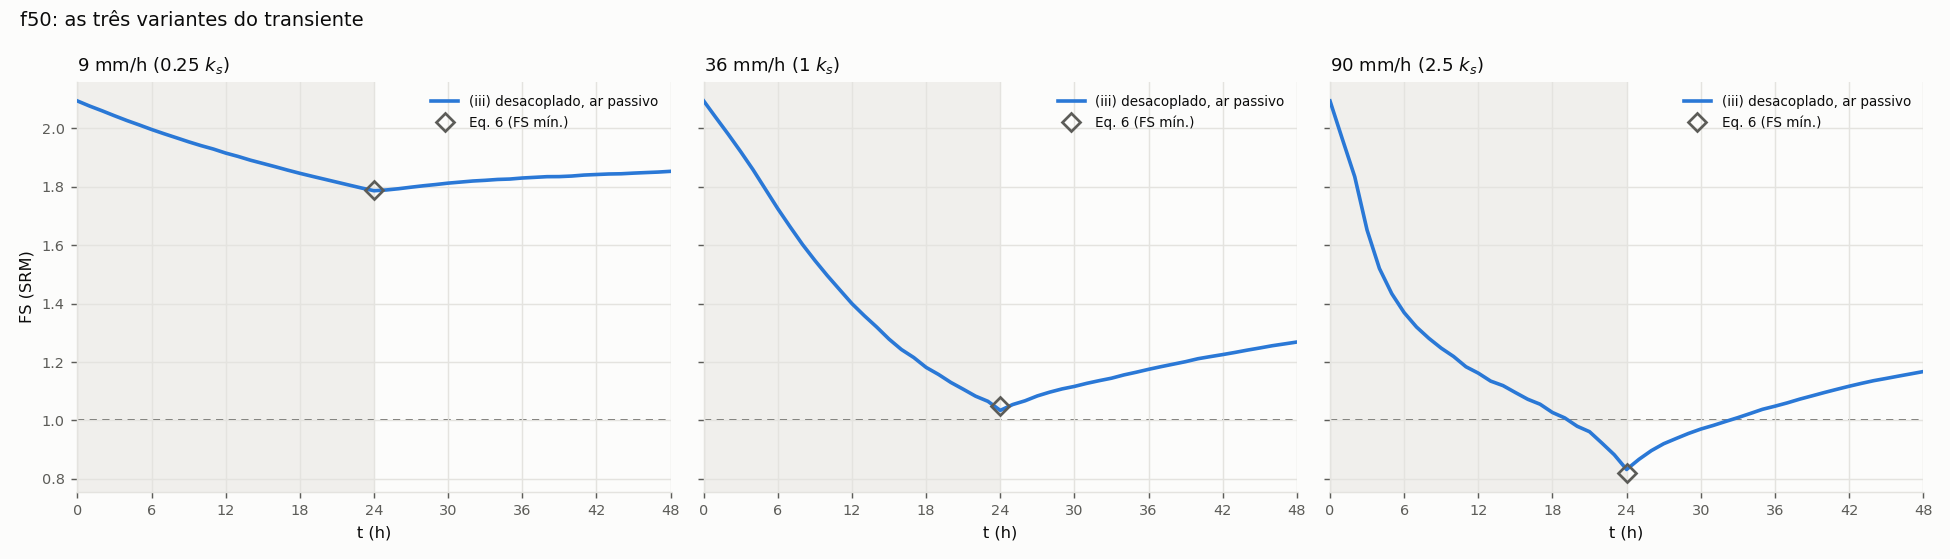 f50: as três variantes do transiente
9 mm/h (0.25 kₛ)
36 mm/h (1 kₛ)
90 mm/h (2.5 kₛ)
(iii) desacoplado, ar passivo
Eq. 6 (FS mín.)
(iii) desacoplado, ar passivo
Eq. 6 (FS mín.)
(iii) desacoplado, ar passivo
Eq. 6 (FS mín.)
FS (SRM)
2.0
1.8
1.6
1.4
1.2
1.0
0.8
0 6 12 18 24 30 36 42 48
0 6 12 18 24 30 36 42 48
0 6 12 18 24 30 36 42 48
t (h)
t (h)
t (h)